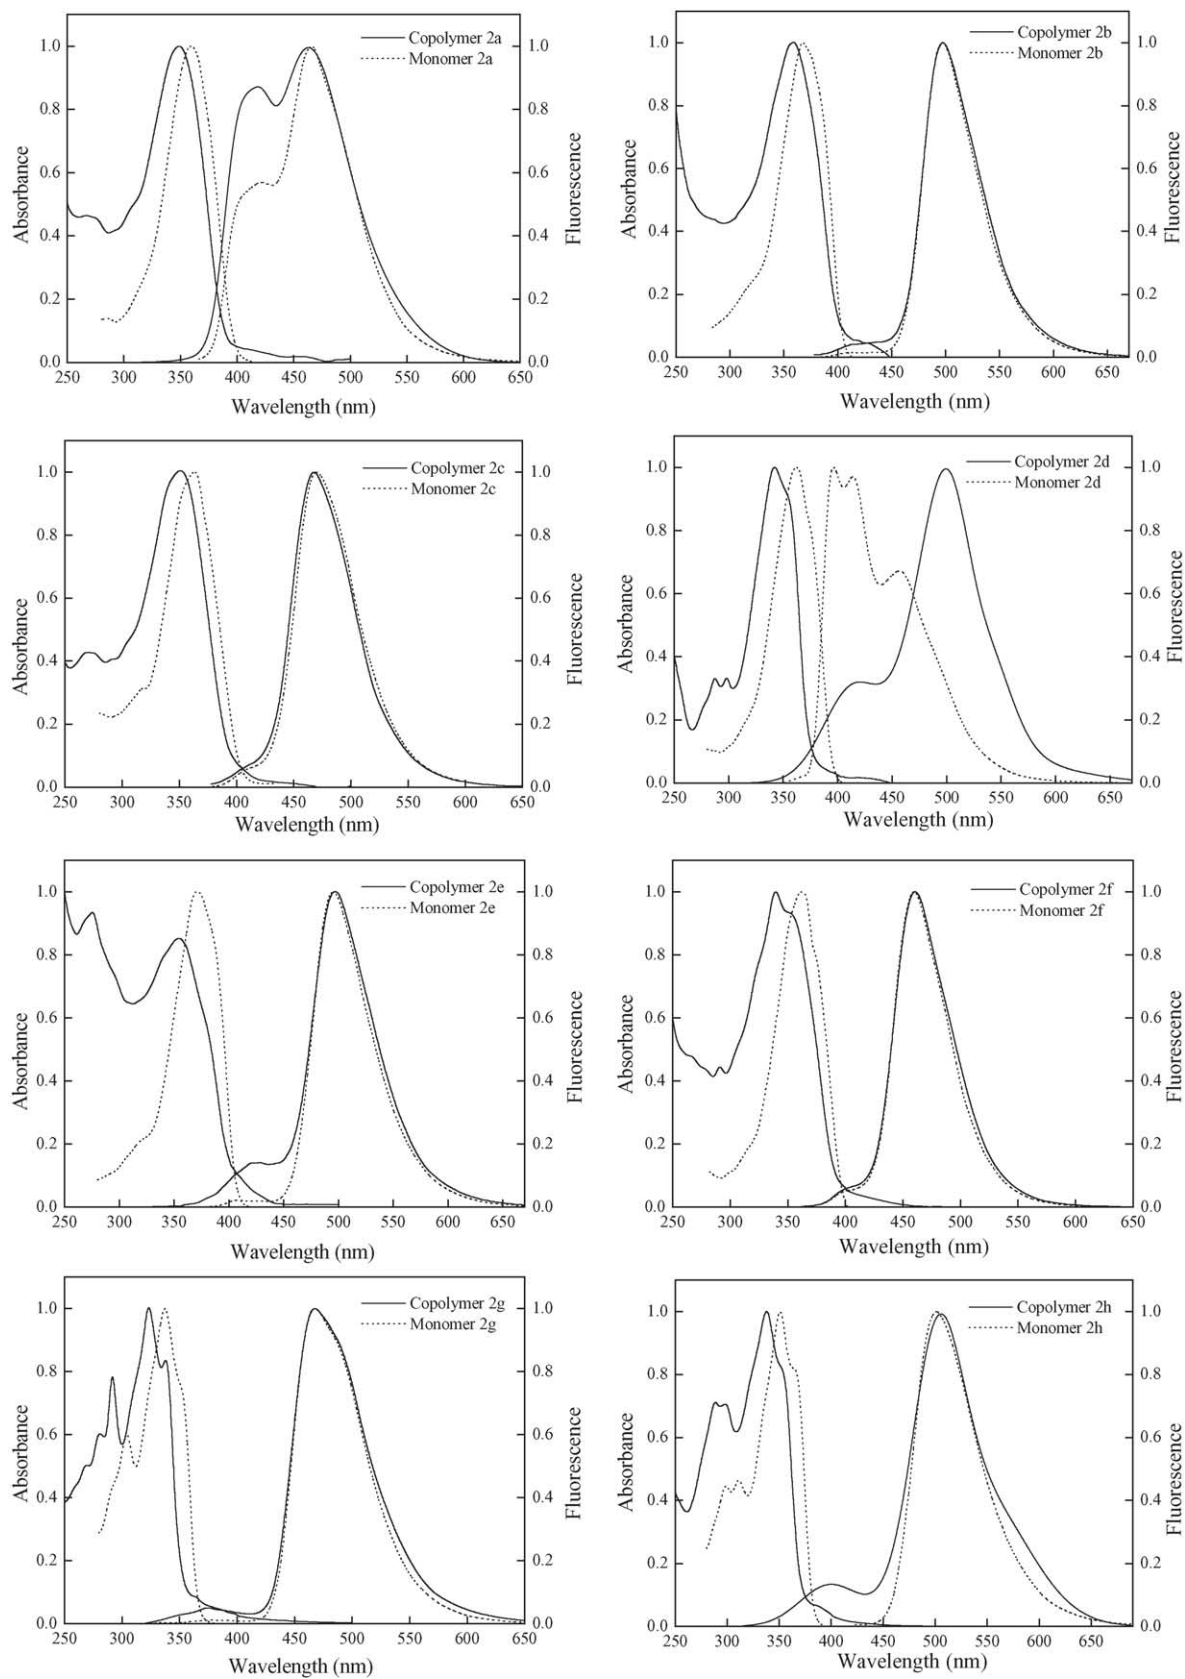 Copolymer 2a
Monomer 2a
1.0 0.8 0.6 0.4 0.2 0.0
Absorbance
1.0 0.8 0.6 0.4 0.2 0.0
Fluorescence
250 300 350 400 450 500 550 600 650
Wavelength (nm)
Copolymer 2b
Monomer 2b
1.0 0.8 0.6 0.4 0.2 0.0
Absorbance
1.0 0.8 0.6 0.4 0.2 0.0
Fluorescence
250 300 350 400 450 500 550 600 650
Wavelength (nm)
Copolymer 2c
Monomer 2c
1.0 0.8 0.6 0.4 0.2 0.0
Absorbance
1.0 0.8 0.6 0.4 0.2 0.0
Fluorescence
250 300 350 400 450 500 550 600 650
Wavelength (nm)
Copolymer 2d
Monomer 2d
1.0 0.8 0.6 0.4 0.2 0.0
Absorbance
1.0 0.8 0.6 0.4 0.2 0.0
Fluorescence
250 300 350 400 450 500 550 600 650
Wavelength (nm)
Copolymer 2e
Monomer 2e
1.0 0.8 0.6 0.4 0.2 0.0
Absorbance
1.0 0.8 0.6 0.4 0.2 0.0
Fluorescence
250 300 350 400 450 500 550 600 650
Wavelength (nm)
Copolymer 2f
Monomer 2f
1.0 0.8 0.6 0.4 0.2 0.0
Absorbance
1.0 0.8 0.6 0.4 0.2 0.0
Fluorescence
250 300 350 400 450 500 550 600 650
Wavelength (nm)
Copolymer 2g
Monomer 2g
1.0 0.8 0.6 0.4 0.2 0.0
Absorbance
1.0 0.8 0.6 0.4 0.2 0.0
Fluorescence
250 300 350 400 450 500 550 600 650
Wavelength (nm)
Copolymer 2h
Monomer 2h
1.0 0.8 0.6 0.4 0.2 0.0
Absorbance
1.0 0.8 0.6 0.4 0.2 0.0
Fluorescence
250 300 350 400 450 500 550 600 650
Wavelength (nm)